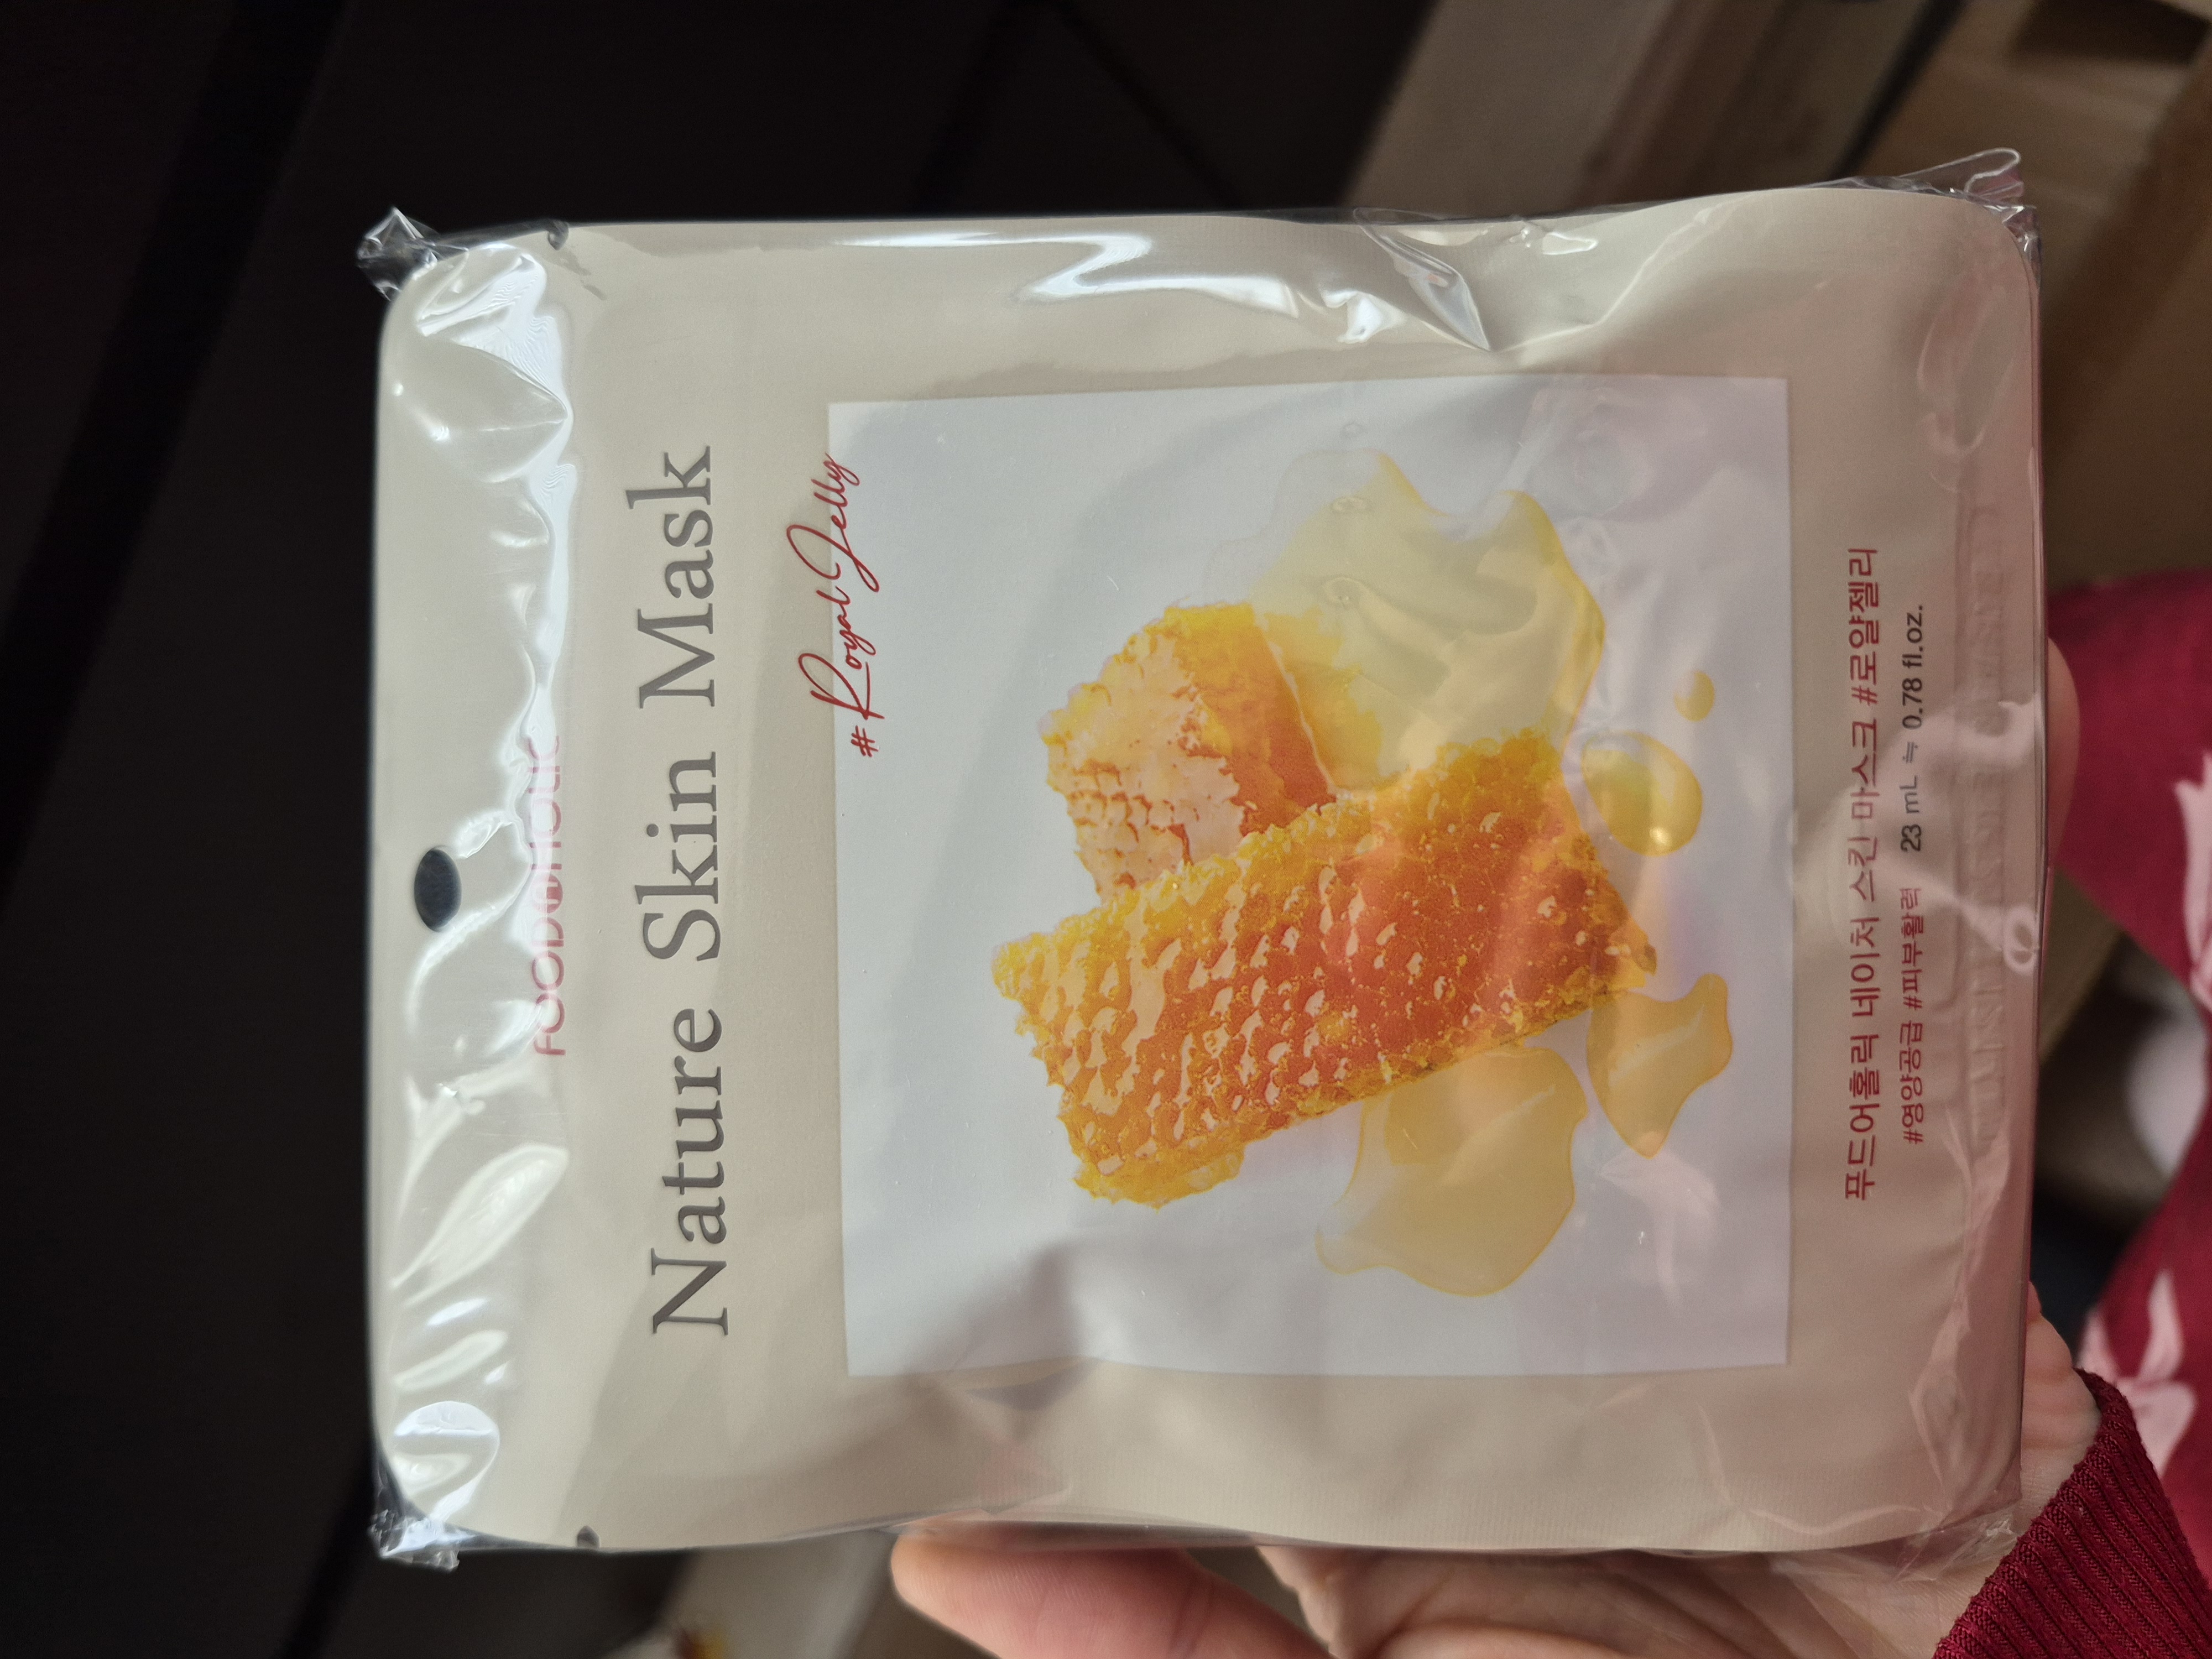 FOODAHOLIC
Nature Skin Mask
#Royal Jelly
푸드어홀릭 네이처 스킨 마스크 #로얄젤리
#영양공급 #피부활력 23 mL ≒ 0.78 fl.oz.